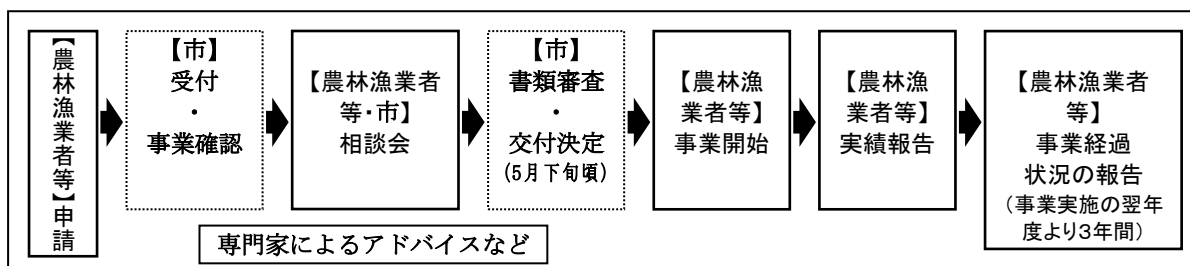 【農林漁業者等】申請
【市】
受付
・
事業確認
【農林漁業者
等・市】
相談会
【市】
書類審査
・
交付決定
(5月下旬頃)
【農林漁
業者等】
事業開始
【農林漁
業者等】
実績報告
【農林漁業者
等】
事業経過
状況の報告
（事業実施の翌年
度より3年間）
専門家によるアドバイスなど